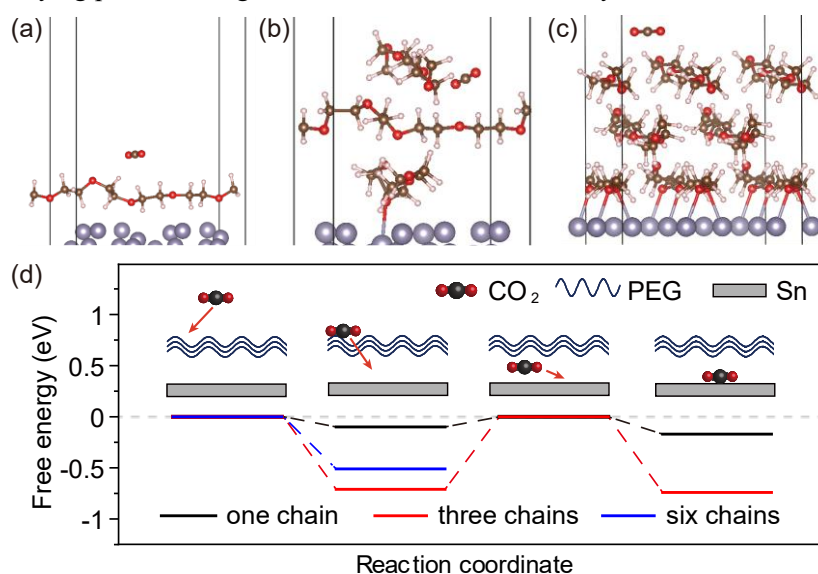 (a)
(b)
(c)
(d)
CO2
PEG
Sn
Free energy (eV)
1
0.5
0
-0.5
-1
one chain
three chains
six chains
Reaction coordinate